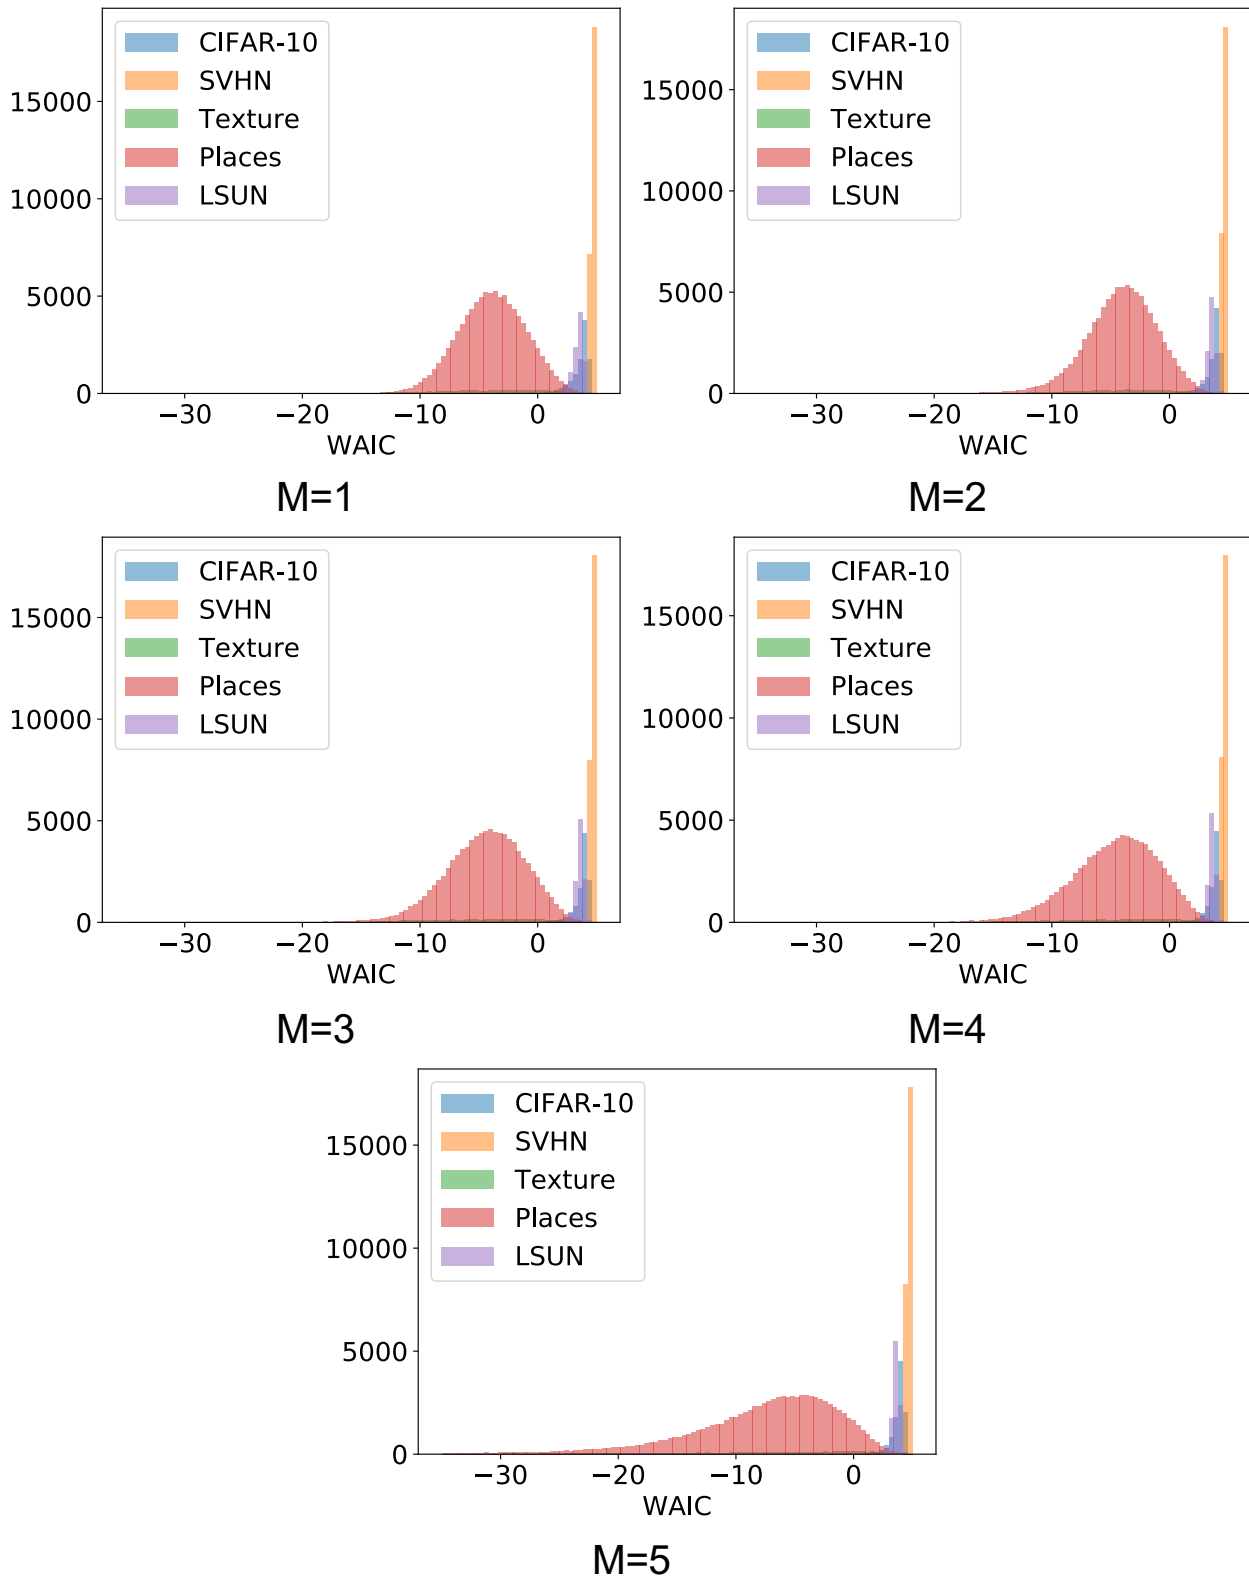 CIFAR-10
SVHN
Texture
Places
LSUN
15000
10000
5000
0
−30 −20 −10 0
WAIC
M=1
CIFAR-10
SVHN
Texture
Places
LSUN
15000
10000
5000
0
−30 −20 −10 0
WAIC
M=2
CIFAR-10
SVHN
Texture
Places
LSUN
15000
10000
5000
0
−30 −20 −10 0
WAIC
M=3
CIFAR-10
SVHN
Texture
Places
LSUN
15000
10000
5000
0
−30 −20 −10 0
WAIC
M=4
CIFAR-10
SVHN
Texture
Places
LSUN
15000
10000
5000
0
−30 −20 −10 0
WAIC
M=5